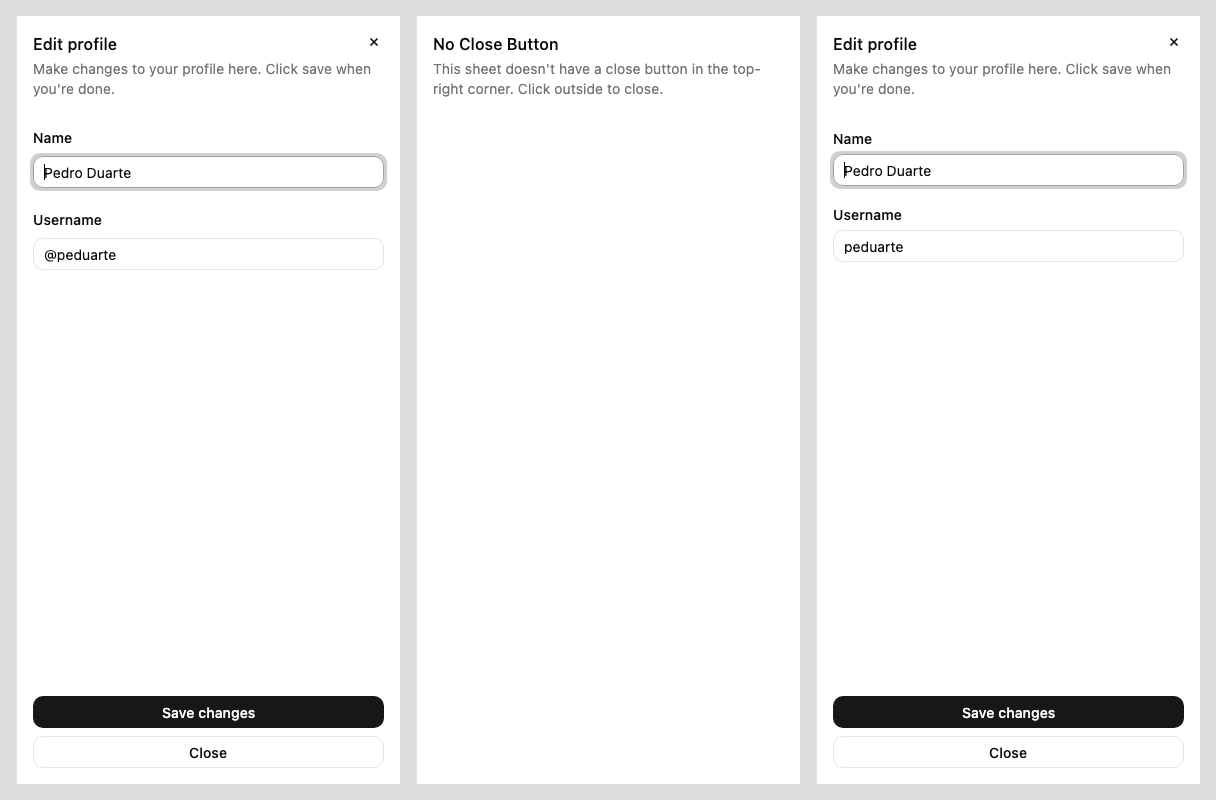 Edit profile
Make changes to your profile here. Click save when
you're done.
Name
Pedro Duarte
Username
@peduarte
Save changes
Close
No Close Button
This sheet doesn't have a close button in the top-
right corner. Click outside to close.
Edit profile
Make changes to your profile here. Click save when
you're done.
Name
Pedro Duarte
Username
peduarte
Save changes
Close